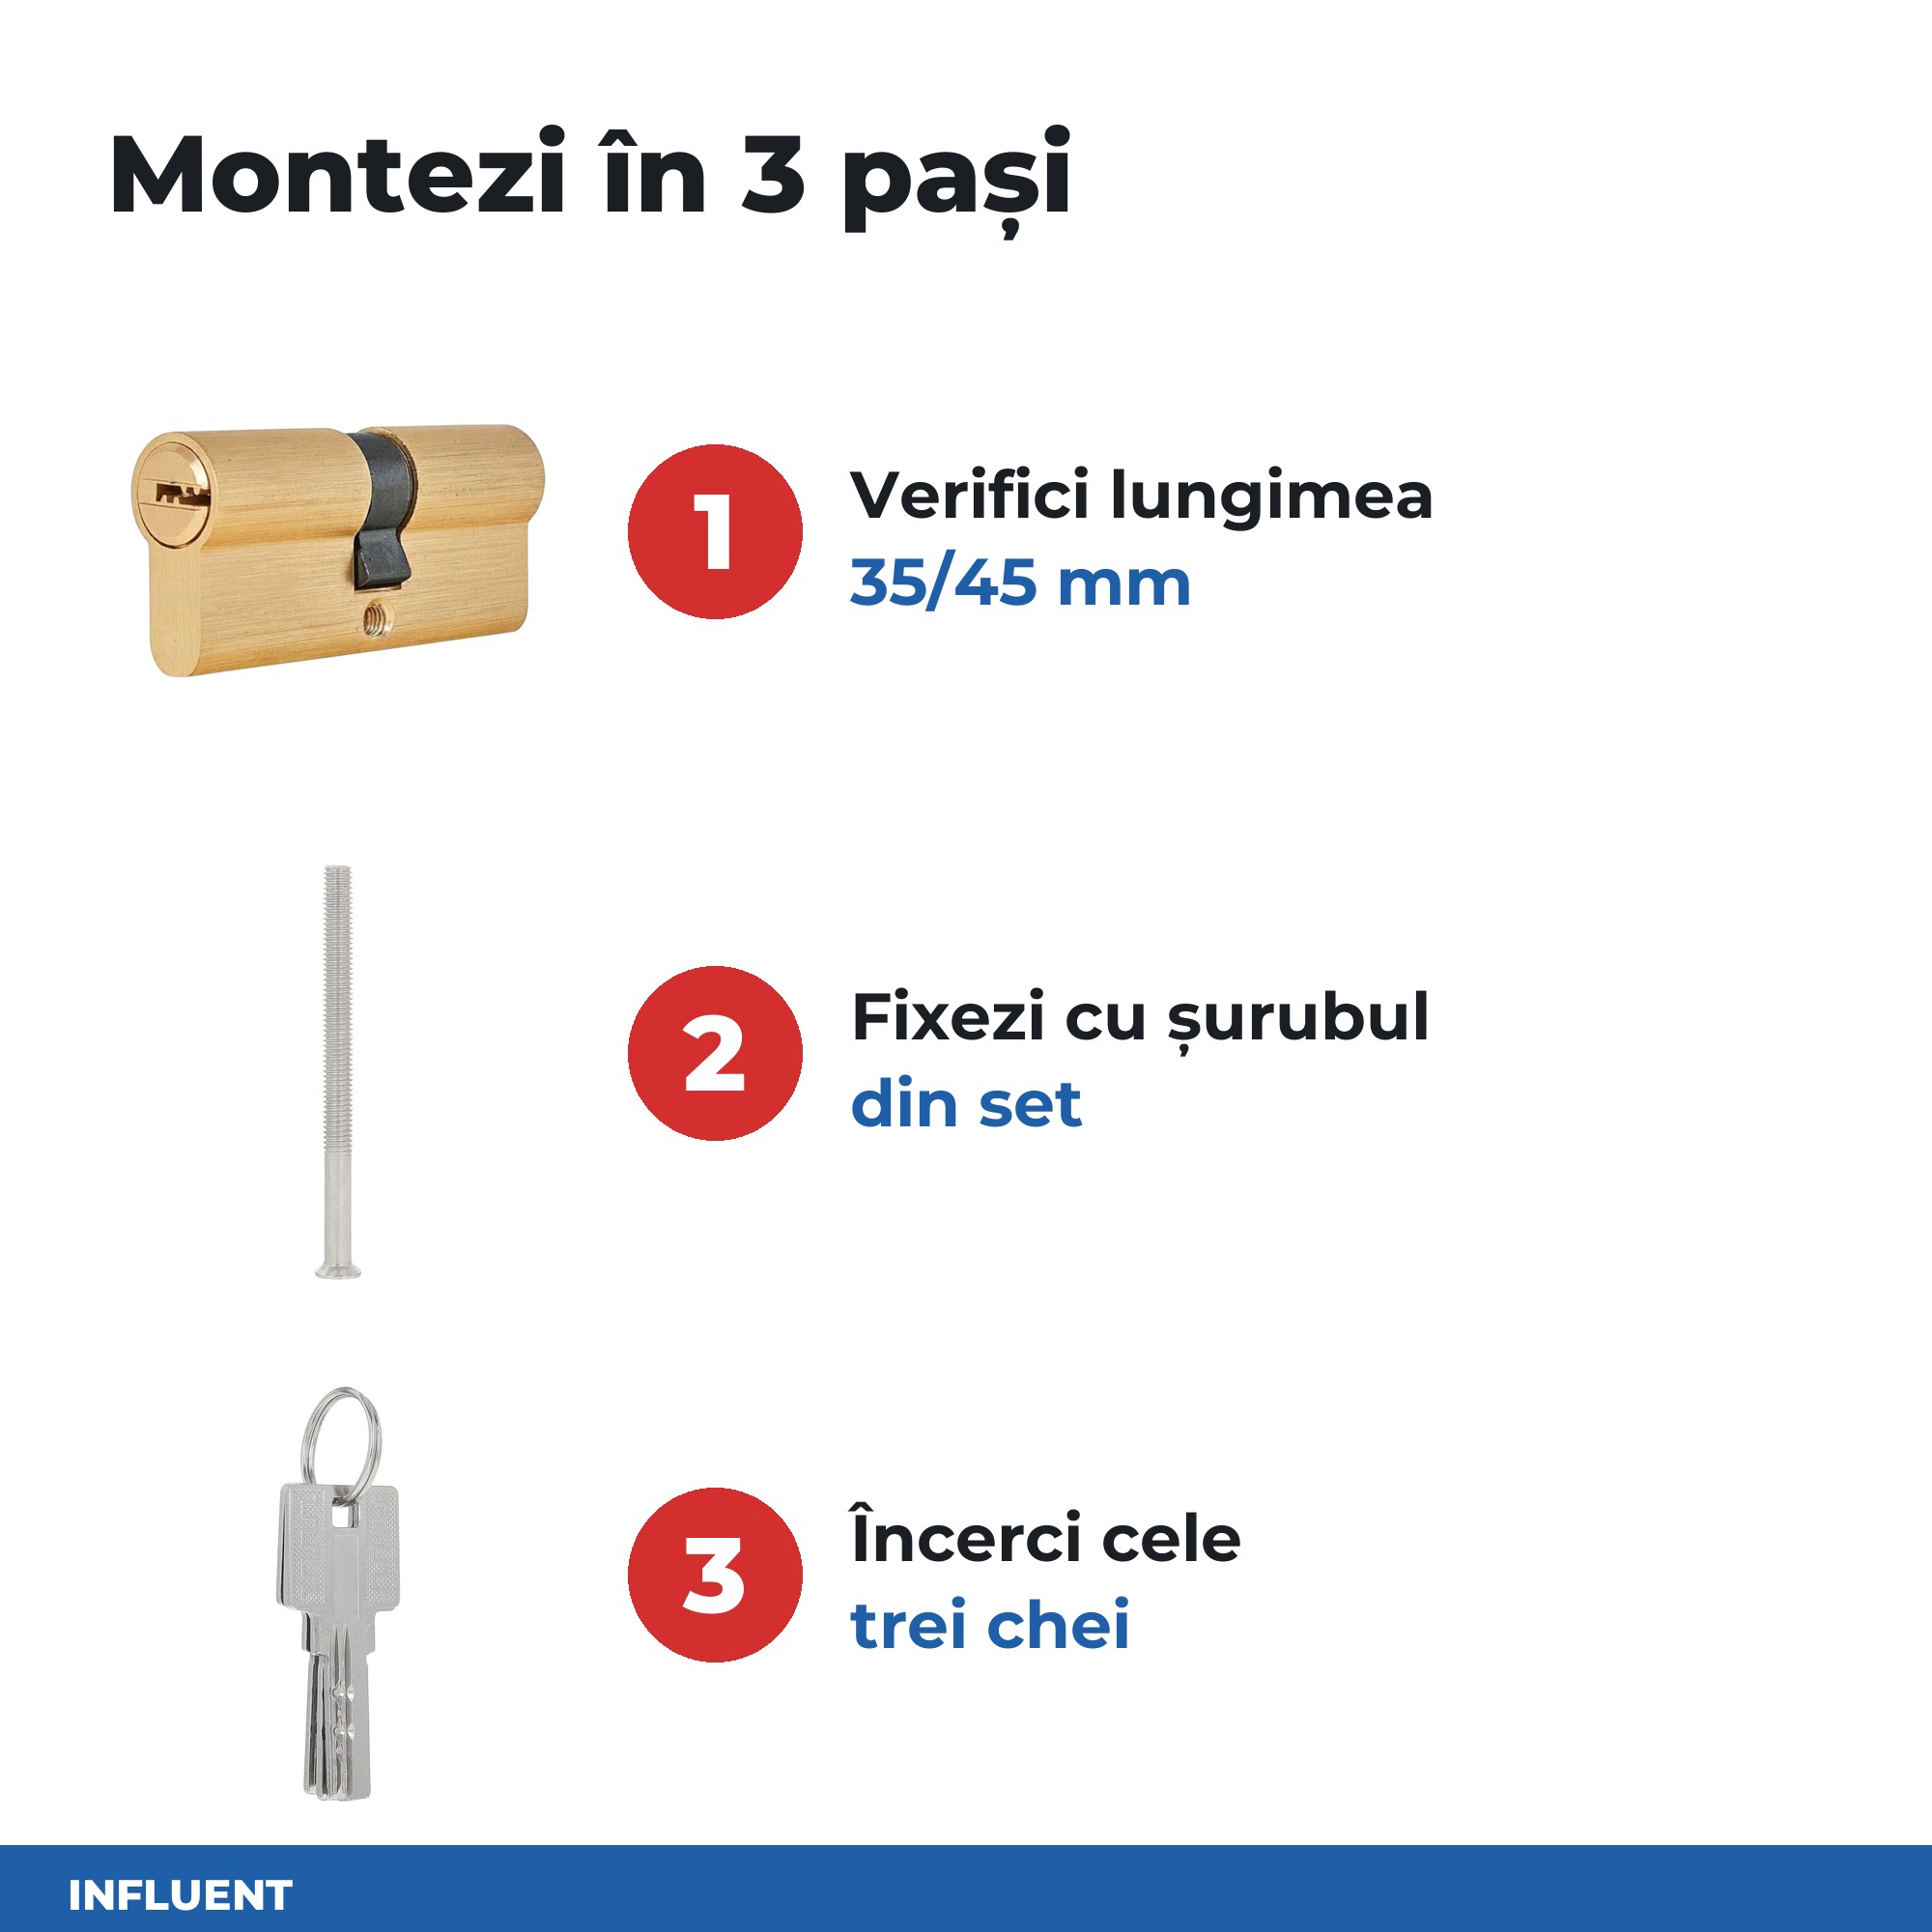 Montezi în 3 pași
1
Verifici lungimea
35/45 mm
2
Fixezi cu șurubul
din set
3
Încerci cele
trei chei
INFLUENT